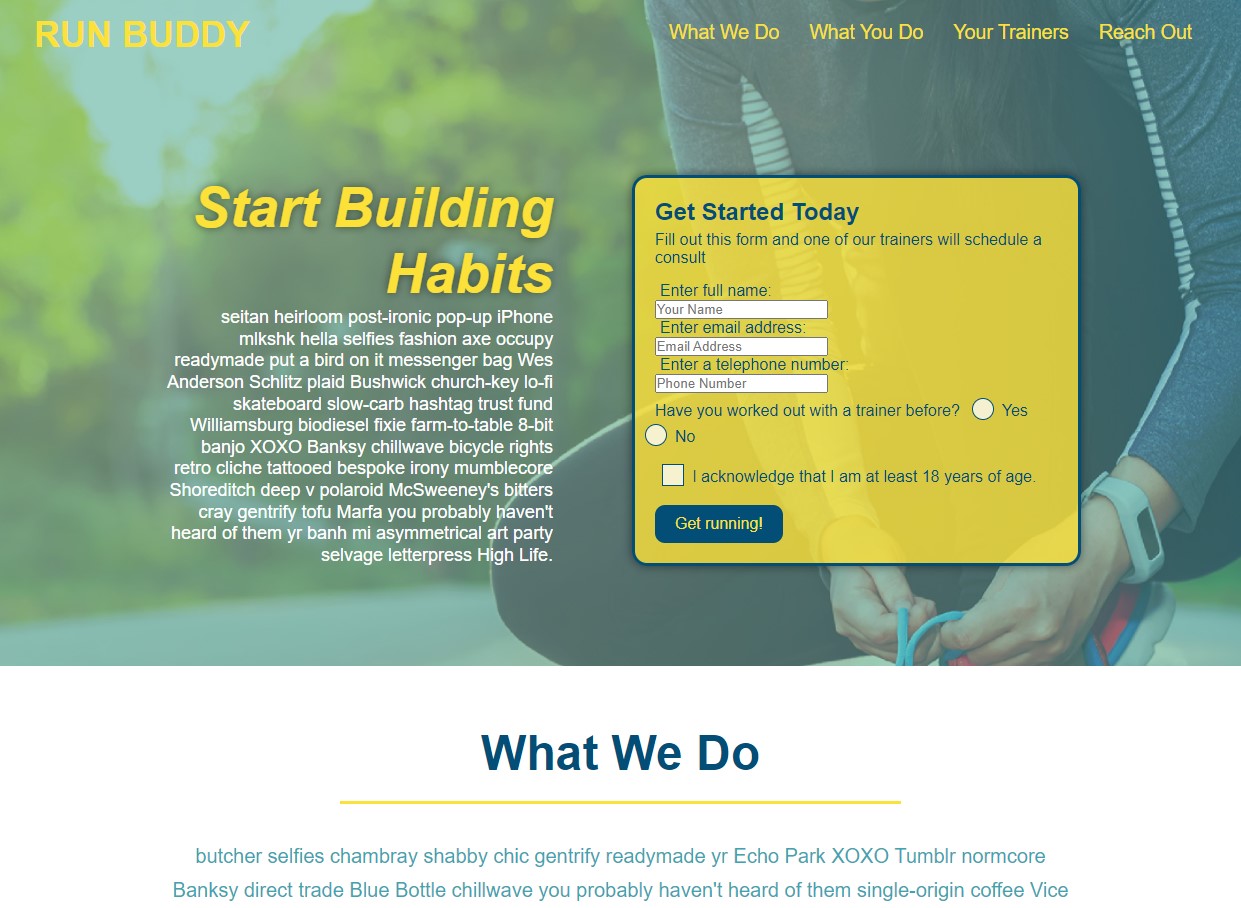 RUN BUDDY
What We Do
What You Do
Your Trainers
Reach Out
Start Building
Habits
seitan heirloom post-ironic pop-up iPhone
mlkshk hella selfies fashion axe occupy
readymade put a bird on it messenger bag Wes
Anderson Schlitz plaid Bushwick church-key lo-fi
skateboard slow-carb hashtag trust fund
Williamsburg biodiesel fixie farm-to-table 8-bit
banjo XOXO Banksy chillwave bicycle rights
retro cliche tattooed bespoke irony mumblecore
Shoreditch deep v polaroid McSweeney's bitters
cray gentrify tofu Marfa you probably haven't
heard of them yr banh mi asymmetrical art party
selvage letterpress High Life.
Get Started Today
Fill out this form and one of our trainers will schedule a
consult
Enter full name:
Your Name
Enter email address:
Email Address
Enter a telephone number:
Phone Number
Have you worked out with a trainer before? Yes
No
I acknowledge that I am at least 18 years of age.
Get running!
What We Do
butcher selfies chambray shabby chic gentrify readymade yr Echo Park XOXO Tumblr normcore
Banksy direct trade Blue Bottle chillwave you probably haven't heard of them single-origin coffee Vice